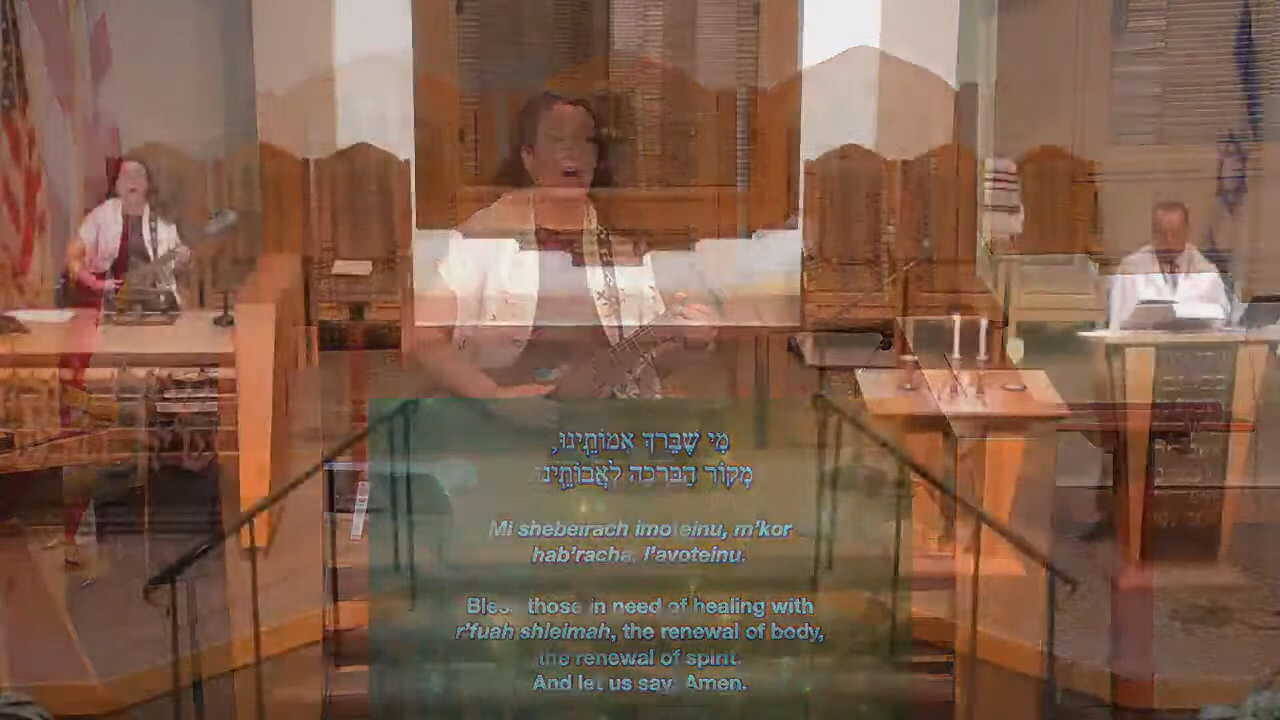 מִי שֶׁבֵּרַךְ אִמּוֹתֵֽינוּ,
מְקוֹר הַבְּרָכָה לַאֲבוֹתֵֽינוּ
Mi shebeirach imoteinu, m'kor
hab'racha, l'avoteinu.
Bless those in need of healing with
r'fuah shleimah, the renewal of body,
the renewal of spirit.
And let us say: Amen.